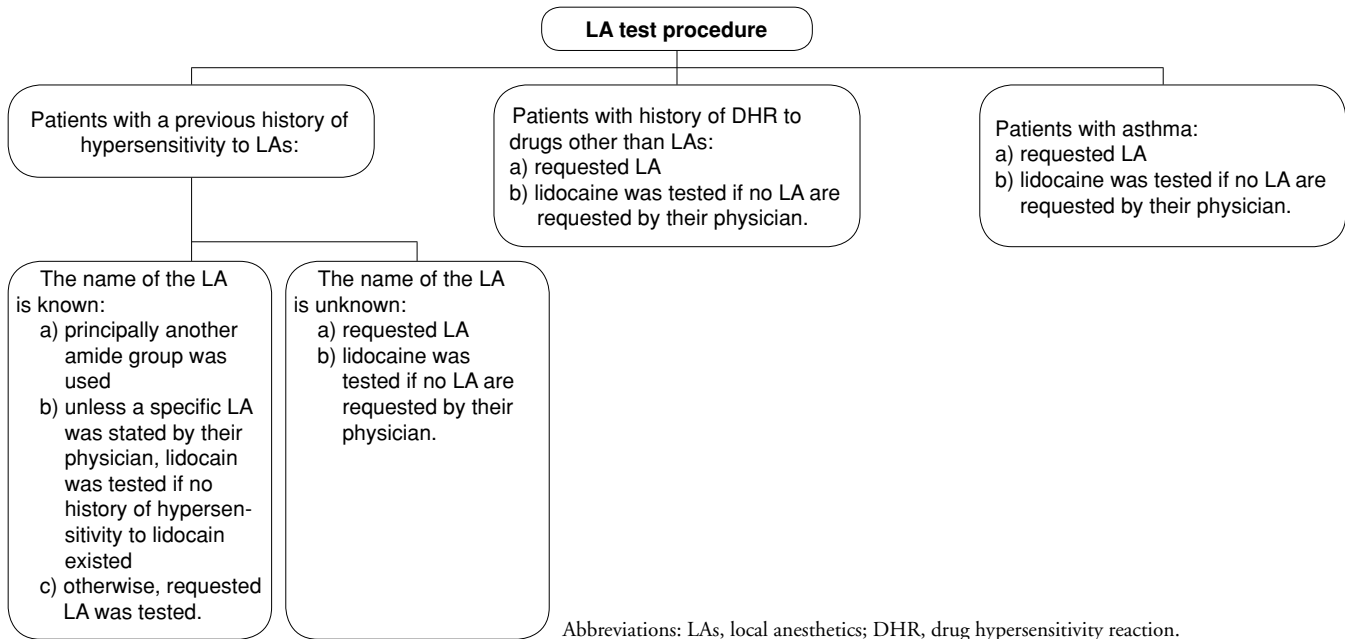 LA test procedure
Patients with a previous history of
hypersensitivity to LAs:
Patients with history of DHR to
drugs other than LAs:
a) requested LA
b) lidocaine was tested if no LA are
requested by their physician.
Patients with asthma:
a) requested LA
b) lidocaine was tested if no LA are
requested by their physician.
The name of the LA
is known:
a) principally another
amide group was
used
b) unless a specific LA
was stated by their
physician, lidocain
was tested if no
history of hypersen-
sitivity to lidocain
existed
c) otherwise, requested
LA was tested.
The name of the LA
is unknown:
a) requested LA
b) lidocaine was
tested if no LA are
requested by their
physician.
Abbreviations: LAs, local anesthetics; DHR, drug hypersensitivity reaction.